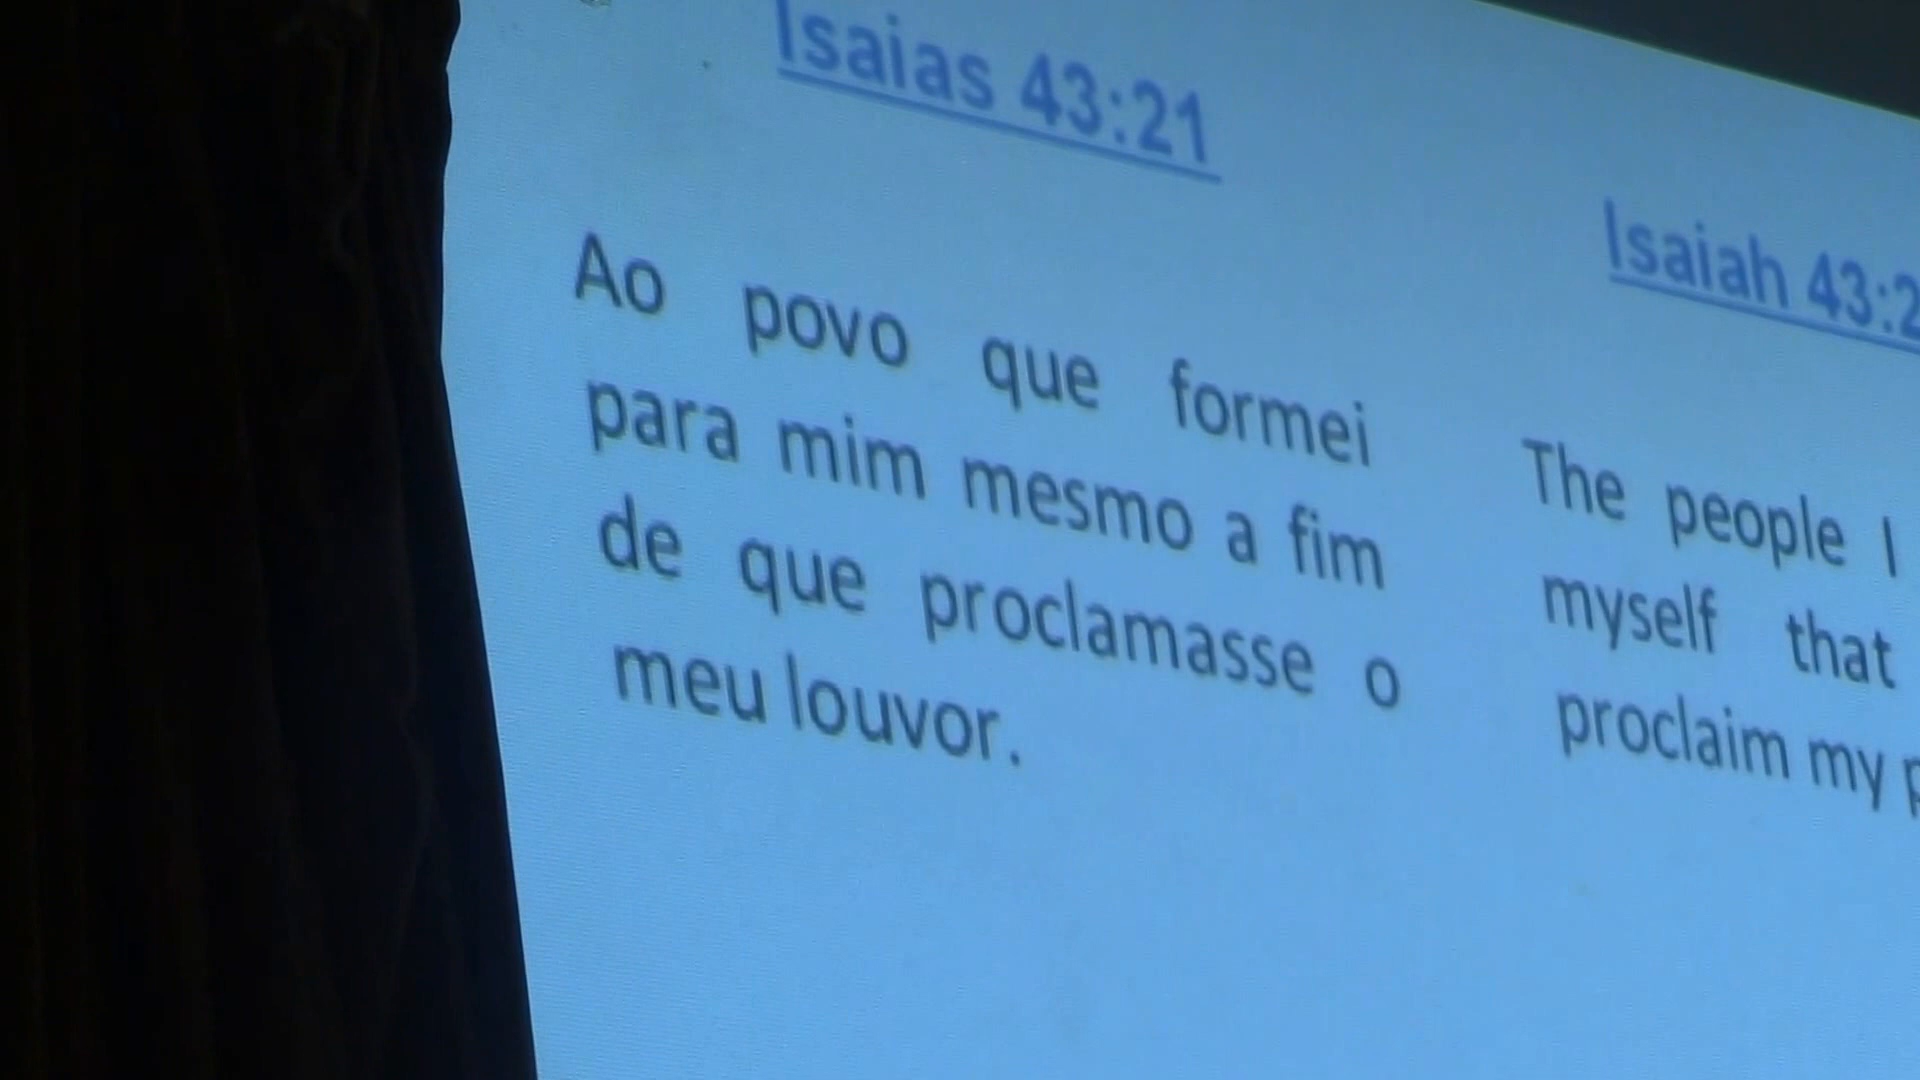 Isaias 43:21
Ao povo que formei
para mim mesmo a fim
de que proclamasse o
meu louvor.
Isaiah 43:2
The people I
myself that
proclaim my